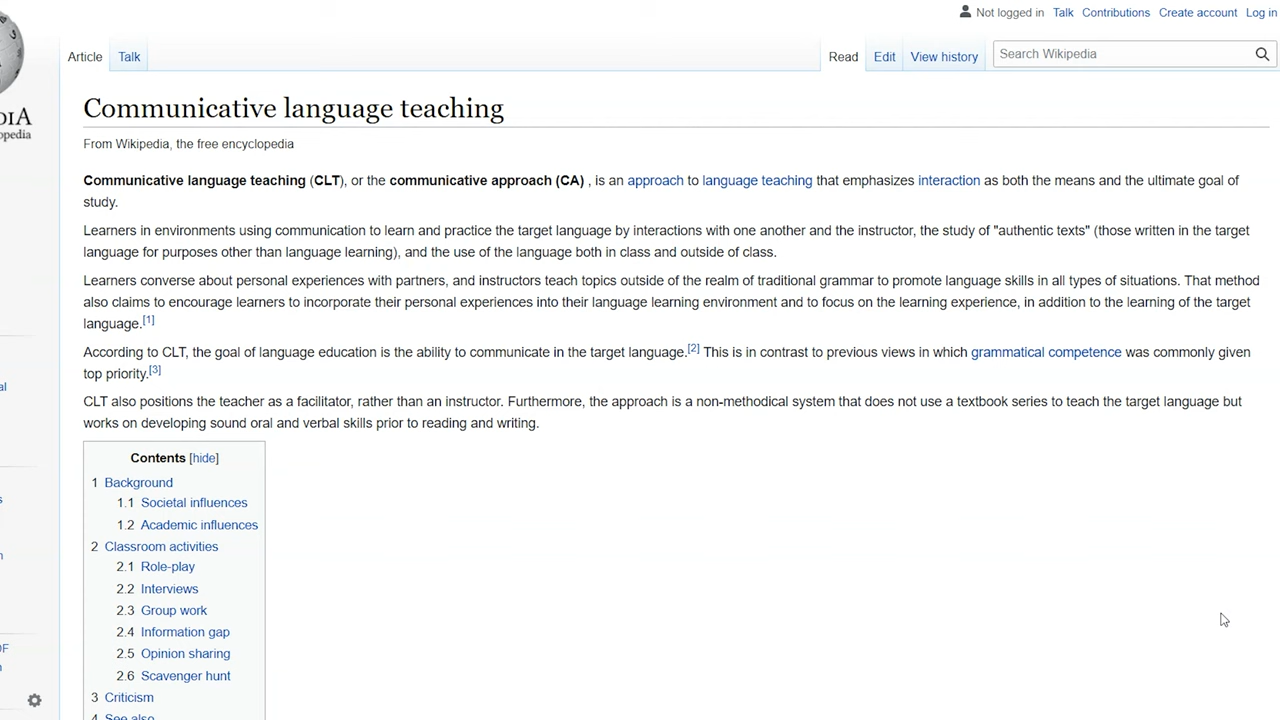 Not logged in Talk Contributions Create account Log in
Article Talk Read Edit View history Search Wikipedia
Communicative language teaching
From Wikipedia, the free encyclopedia
Communicative language teaching (CLT), or the communicative approach (CA) , is an approach to language teaching that emphasizes interaction as both the means and the ultimate goal of
study.
Learners in environments using communication to learn and practice the target language by interactions with one another and the instructor, the study of "authentic texts" (those written in the target
language for purposes other than language learning), and the use of the language both in class and outside of class.
Learners converse about personal experiences with partners, and instructors teach topics outside of the realm of traditional grammar to promote language skills in all types of situations. That method
also claims to encourage learners to incorporate their personal experiences into their language learning environment and to focus on the learning experience, in addition to the learning of the target
language.[1]
According to CLT, the goal of language education is the ability to communicate in the target language.[2] This is in contrast to previous views in which grammatical competence was commonly given
top priority.[3]
CLT also positions the teacher as a facilitator, rather than an instructor. Furthermore, the approach is a non-methodical system that does not use a textbook series to teach the target language but
works on developing sound oral and verbal skills prior to reading and writing.
Contents [hide]
1 Background
1.1 Societal influences
1.2 Academic influences
2 Classroom activities
2.1 Role-play
2.2 Interviews
2.3 Group work
2.4 Information gap
2.5 Opinion sharing
2.6 Scavenger hunt
3 Criticism
4 See also